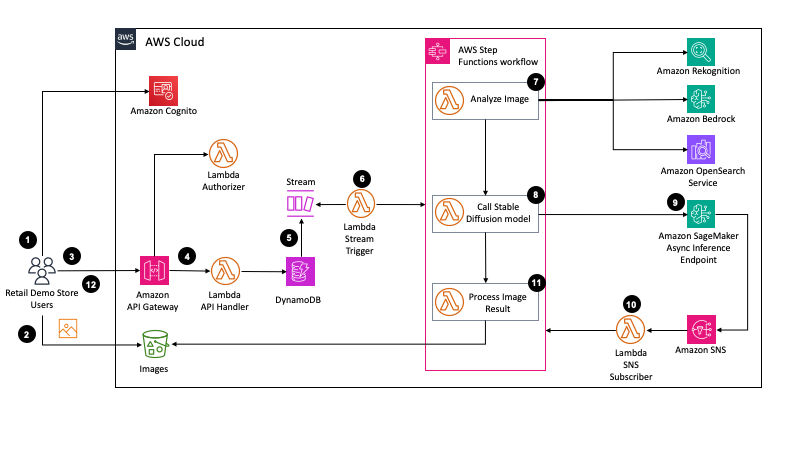 aws
AWS Cloud
AWS Step
Functions workflow
Amazon Rekognition
7
Analyze Image
Amazon Bedrock
Amazon Cognito
Lambda
Authorizer
Amazon OpenSearch
Service
Stream
6
8
Call Stable
Diffusion model
9
Lambda
Stream
Trigger
Amazon SageMaker
Async Inference
Endpoint
1
3
4
5
12
Retail Demo Store
Users
Amazon
API Gateway
Lambda
API Handler
DynamoDB
11
Process Image
Result
10
2
Images
Lambda
SNS
Subscriber
Amazon SNS